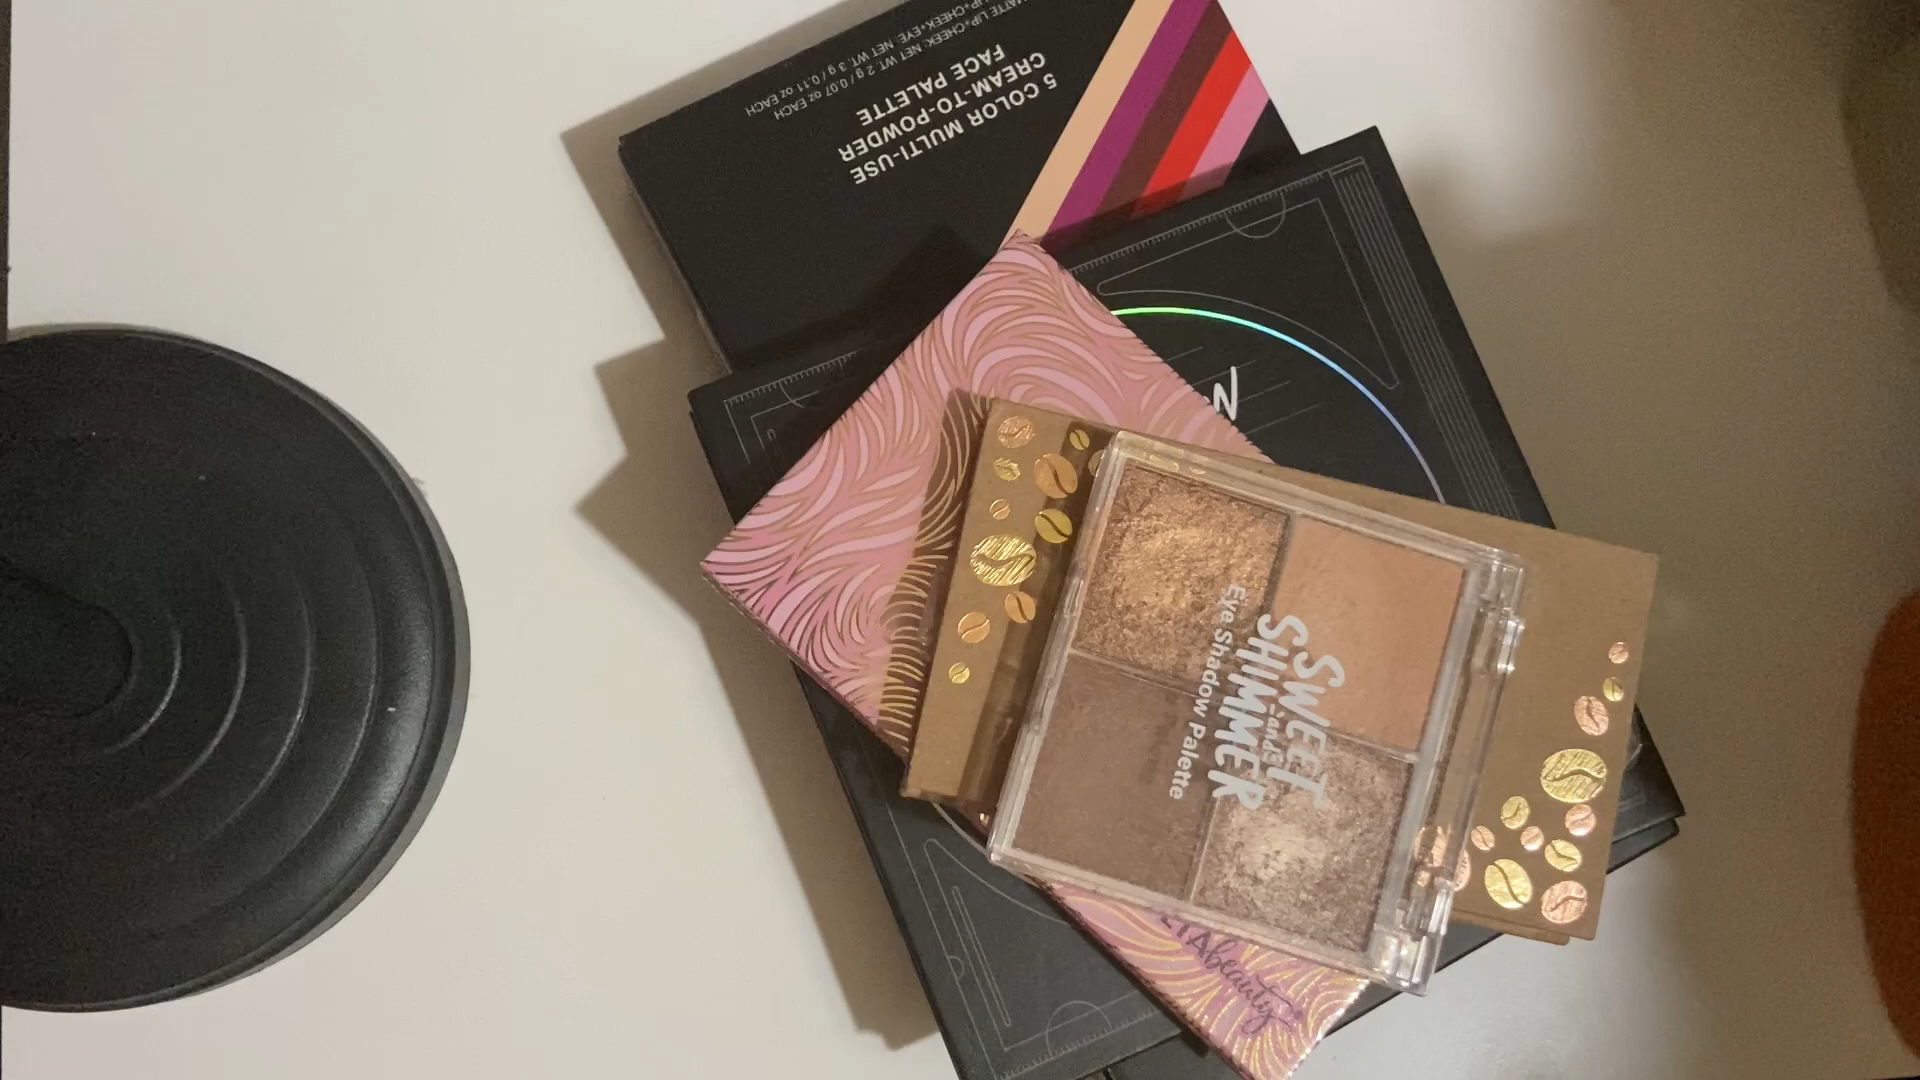 5 COLOR MULTI-USE
CREAM-TO-POWDER
FACE PALETTE
MATTE LIP+CHEEK: NET WT. 2 g / 0.07 oz EACH
LIP+CHEEK+EYE: NET WT. 3 g / 0.11 oz EACH
SWEET
and
SHIMMER
Eye Shadow Palette
beauty